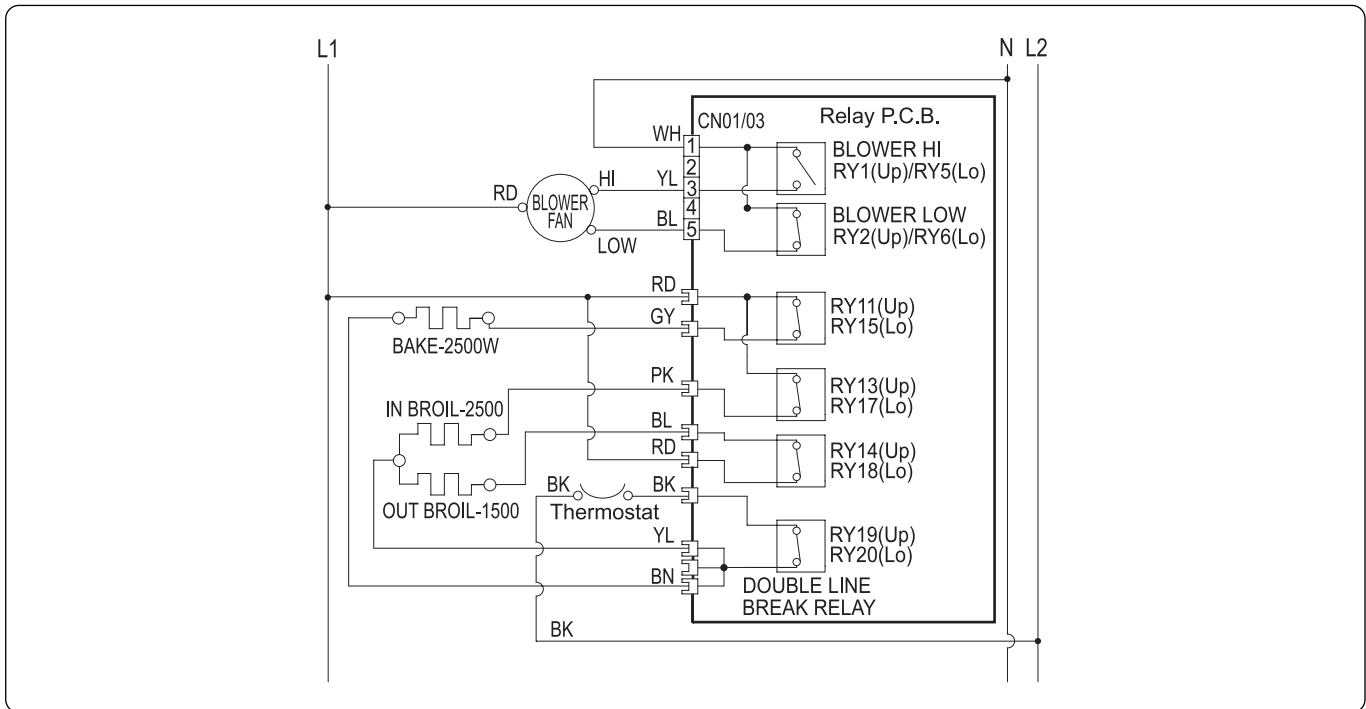 L1
N L2
CN01/03
Relay P.C.B.
WH
1
2
3
4
5
BLOWER HI
RY1(Up)/RY5(Lo)
HI
YL
RD
BLOWER
FAN
BL
LOW
BLOWER LOW
RY2(Up)/RY6(Lo)
RD
GY
RY11(Up)
RY15(Lo)
BAKE-2500W
PK
RY13(Up)
RY17(Lo)
IN BROIL-2500
BL
RD
RY14(Up)
RY18(Lo)
OUT BROIL-1500
BK
BK
Thermostat
RY19(Up)
RY20(Lo)
YL
BN
DOUBLE LINE
BREAK RELAY
BK